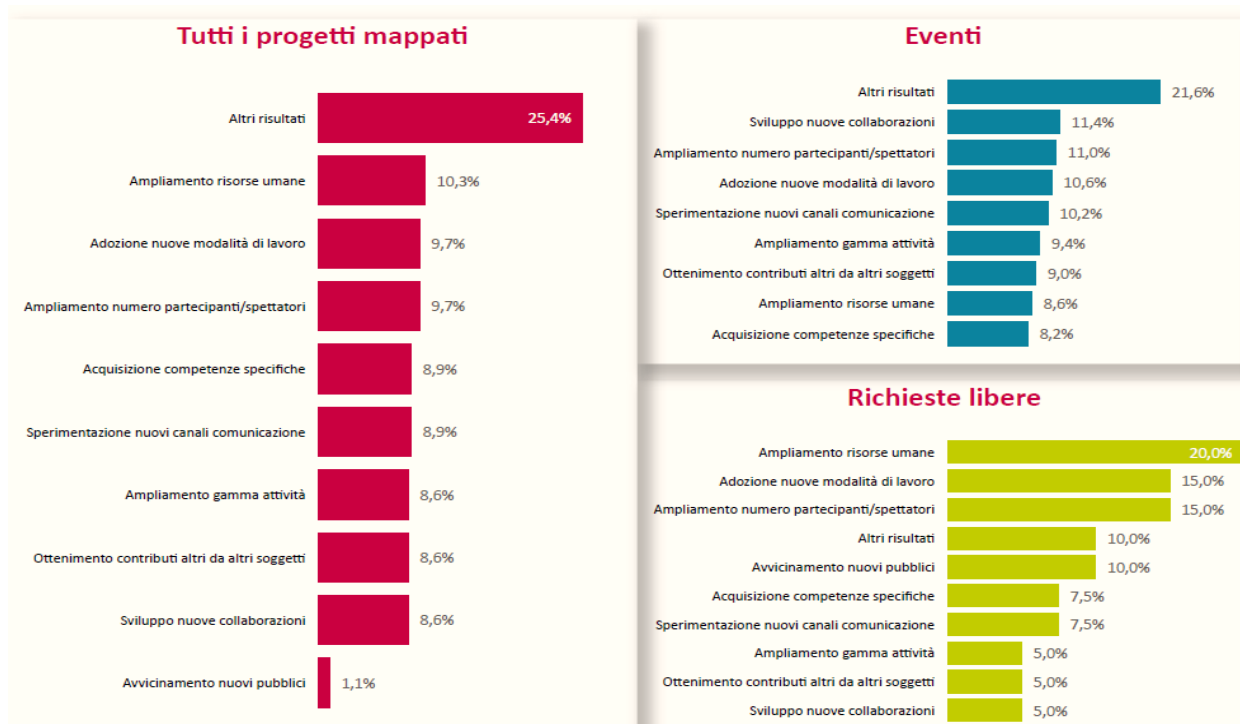 Tutti i progetti mappati
Altri risultati 25,4%
Ampliamento risorse umane 10,3%
Adozione nuove modalità di lavoro 9,7%
Ampliamento numero partecipanti/spettatori 9,7%
Acquisizione competenze specifiche 8,9%
Sperimentazione nuovi canali comunicazione 8,9%
Ampliamento gamma attività 8,6%
Ottenimento contributi altri da altri soggetti 8,6%
Sviluppo nuove collaborazioni 8,6%
Avvicinamento nuovi pubblici 1,1%
Eventi
Altri risultati 21,6%
Sviluppo nuove collaborazioni 11,4%
Ampliamento numero partecipanti/spettatori 11,0%
Adozione nuove modalità di lavoro 10,6%
Sperimentazione nuovi canali comunicazione 10,2%
Ampliamento gamma attività 9,4%
Ottenimento contributi altri da altri soggetti 9,0%
Ampliamento risorse umane 8,6%
Acquisizione competenze specifiche 8,2%
Richieste libere
Ampliamento risorse umane 20,0%
Adozione nuove modalità di lavoro 15,0%
Ampliamento numero partecipanti/spettatori 15,0%
Altri risultati 10,0%
Avvicinamento nuovi pubblici 10,0%
Acquisizione competenze specifiche 7,5%
Sperimentazione nuovi canali comunicazione 7,5%
Ampliamento gamma attività 5,0%
Ottenimento contributi altri da altri soggetti 5,0%
Sviluppo nuove collaborazioni 5,0%